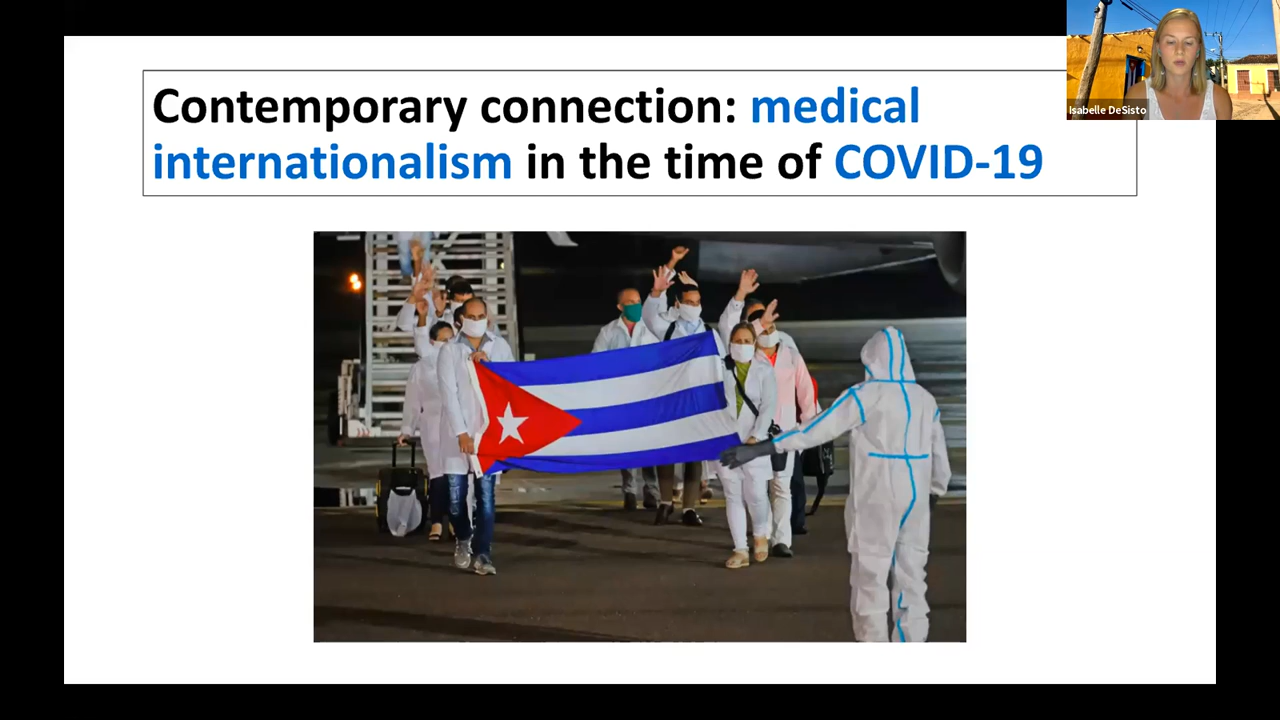 Contemporary connection: medical
internationalism in the time of COVID-19
Isabelle DeSisto